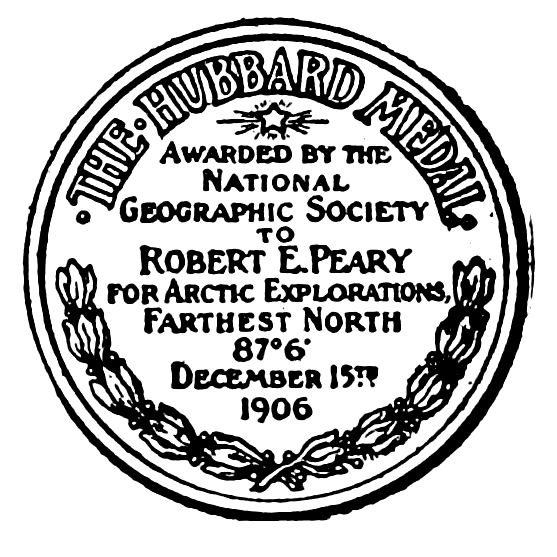 · THE · HUBBARD MEDAL ·
AWARDED BY THE
NATIONAL
GEOGRAPHIC SOCIETY
TO
ROBERT E. PEARY
FOR ARCTIC EXPLORATIONS,
FARTHEST NORTH
87°6'
DECEMBER 15TH
1906